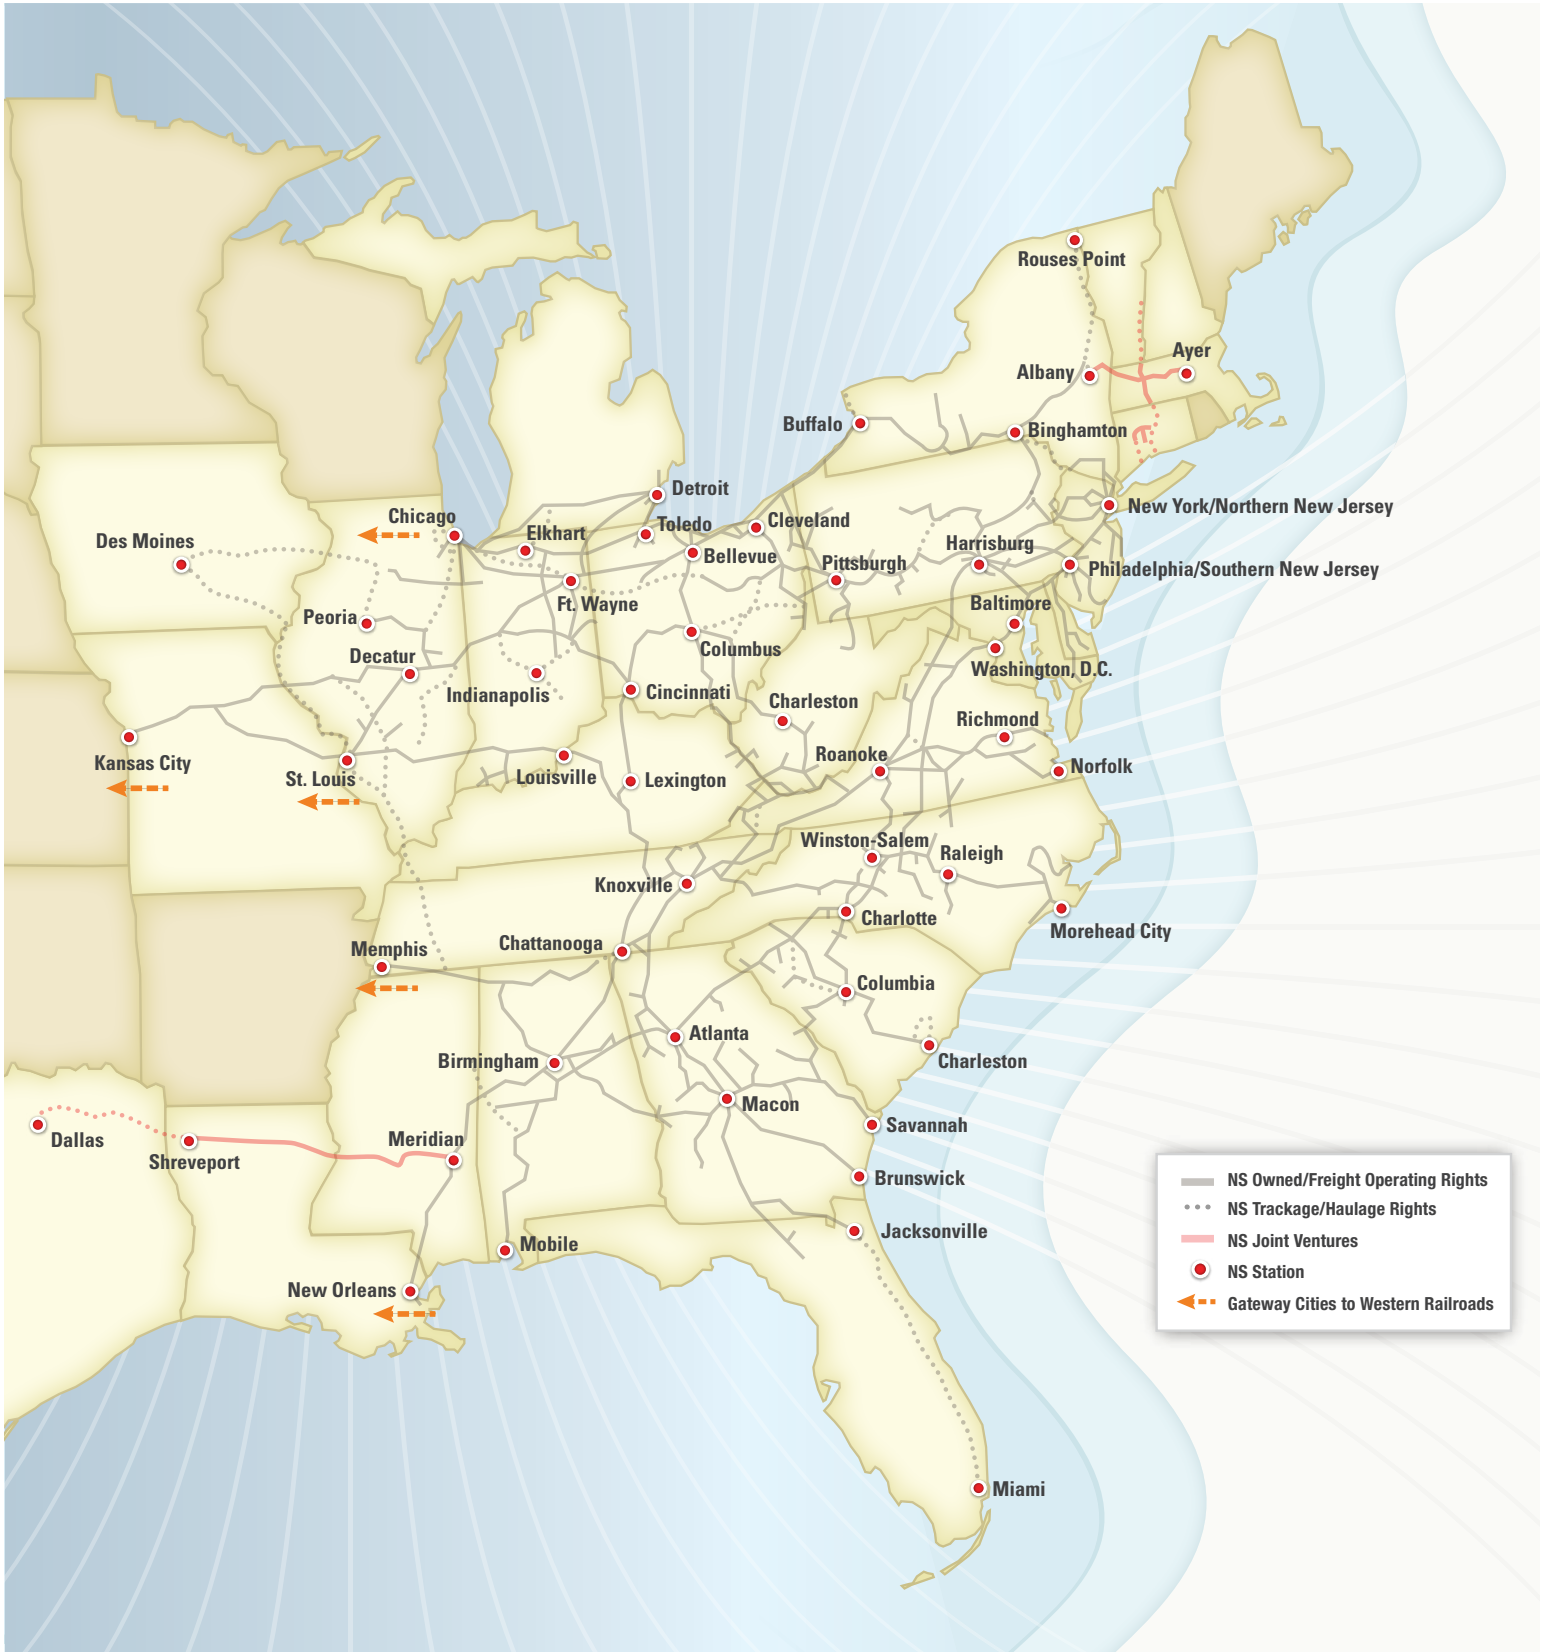 Rouses Point
Ayer
Albany
Buffalo
Binghamton
Detroit
New York/Northern New Jersey
Chicago
Toledo
Cleveland
Elkhart
Des Moines
Harrisburg
Bellevue
Pittsburgh
Philadelphia/Southern New Jersey
Ft. Wayne
Baltimore
Peoria
Columbus
Decatur
Washington, D.C.
Indianapolis
Cincinnati
Charleston
Richmond
Roanoke
Kansas City
Norfolk
St. Louis
Louisville
Lexington
Winston-Salem
Raleigh
Knoxville
Charlotte
Morehead City
Chattanooga
Memphis
Columbia
Atlanta
Birmingham
Charleston
Macon
Savannah
Dallas
Meridian
Shreveport
Brunswick
Jacksonville
Mobile
New Orleans
Miami
NS Owned/Freight Operating Rights
NS Trackage/Haulage Rights
NS Joint Ventures
NS Station
Gateway Cities to Western Railroads